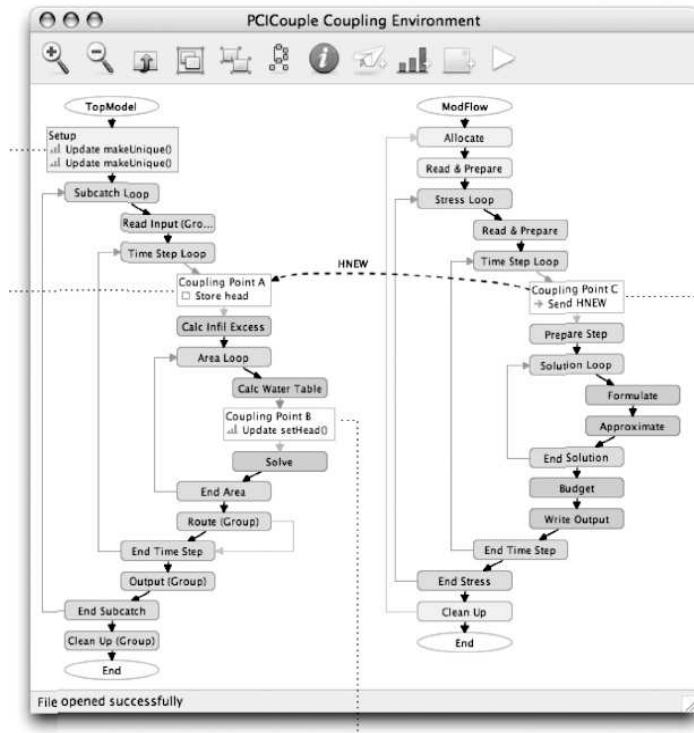 PCICouple Coupling Environment
TopModel
Setup
Update makeUnique()
Update makeUnique()
Subcatch Loop
Read Input (Gro...
Time Step Loop
Coupling Point A
Store head
Calc Infil Excess
Area Loop
Calc Water Table
Coupling Point B
Update setHead()
Solve
End Area
Route (Group)
End Time Step
Output (Group)
End Subcatch
Clean Up (Group)
End
HNEW
ModFlow
Allocate
Read & Prepare
Stress Loop
Read & Prepare
Time Step Loop
Coupling Point C
Send HNEW
Prepare Step
Solution Loop
Formulate
Approximate
End Solution
Budget
Write Output
End Time Step
End Stress
Clean Up
End
File opened successfully